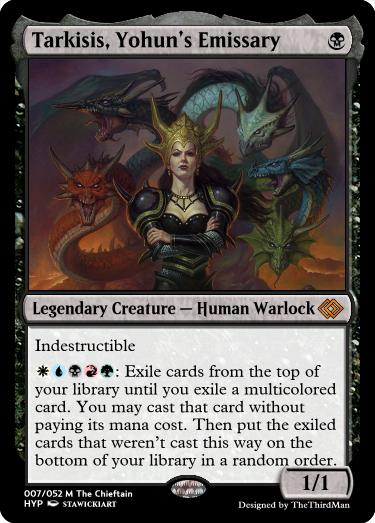 Tarkisis, Yohun's Emissary
Legendary Creature — Human Warlock
Indestructible
: Exile cards from the top of
your library until you exile a multicolored
card. You may cast that card without
paying its mana cost. Then put the exiled
cards that weren't cast this way on the
bottom of your library in a random order.
1/1
007/052 M The Chieftain
HYP STAWICKIART
Designed by TheThirdMan